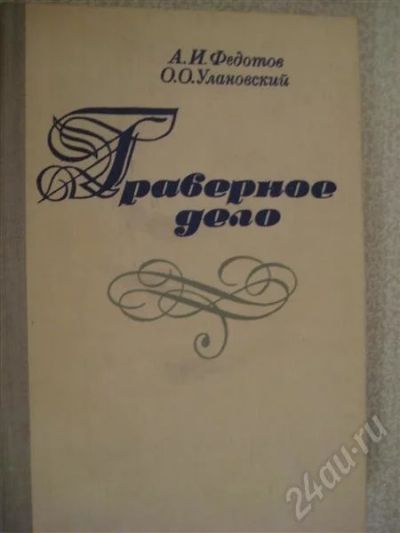 А.И.Федотов
О.О.Улановский
Граверное
дело
24au.ru